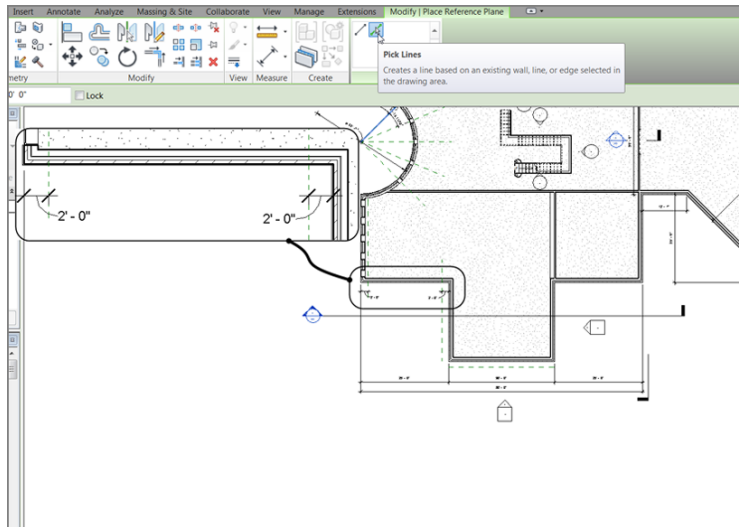 Insert Annotate Analyze Massing & Site Collaborate View Manage Extensions Modify | Place Reference Plane
Modify View Measure Create
Pick Lines
Creates a line based on an existing wall, line, or edge selected in
the drawing area.
Lock
2' - 0" 2' - 0"